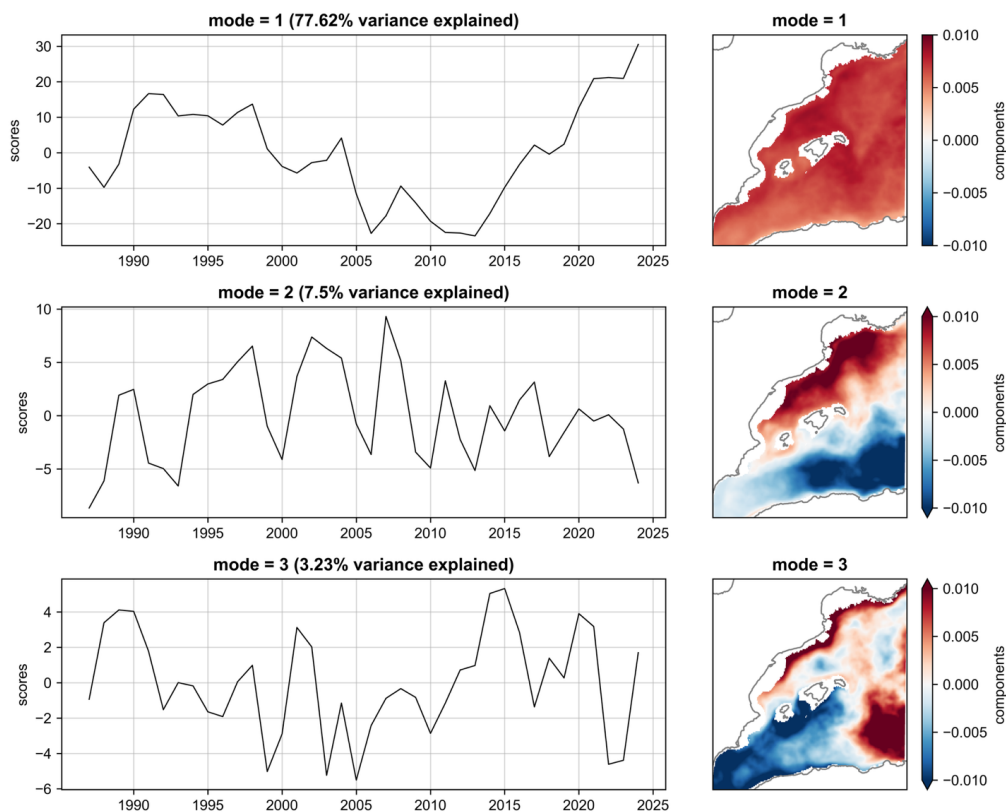 mode = 1 (77.62% variance explained)
mode = 1
30
20
10
0
−10
−20
scores
1990 1995 2000 2005 2010 2015 2020 2025
0.010
0.005
0.000
−0.005
−0.010
components
mode = 2 (7.5% variance explained)
mode = 2
10
5
0
−5
scores
1990 1995 2000 2005 2010 2015 2020 2025
0.010
0.005
0.000
−0.005
−0.010
components
mode = 3 (3.23% variance explained)
mode = 3
4
2
0
−2
−4
−6
scores
1990 1995 2000 2005 2010 2015 2020 2025
0.010
0.005
0.000
−0.005
−0.010
components